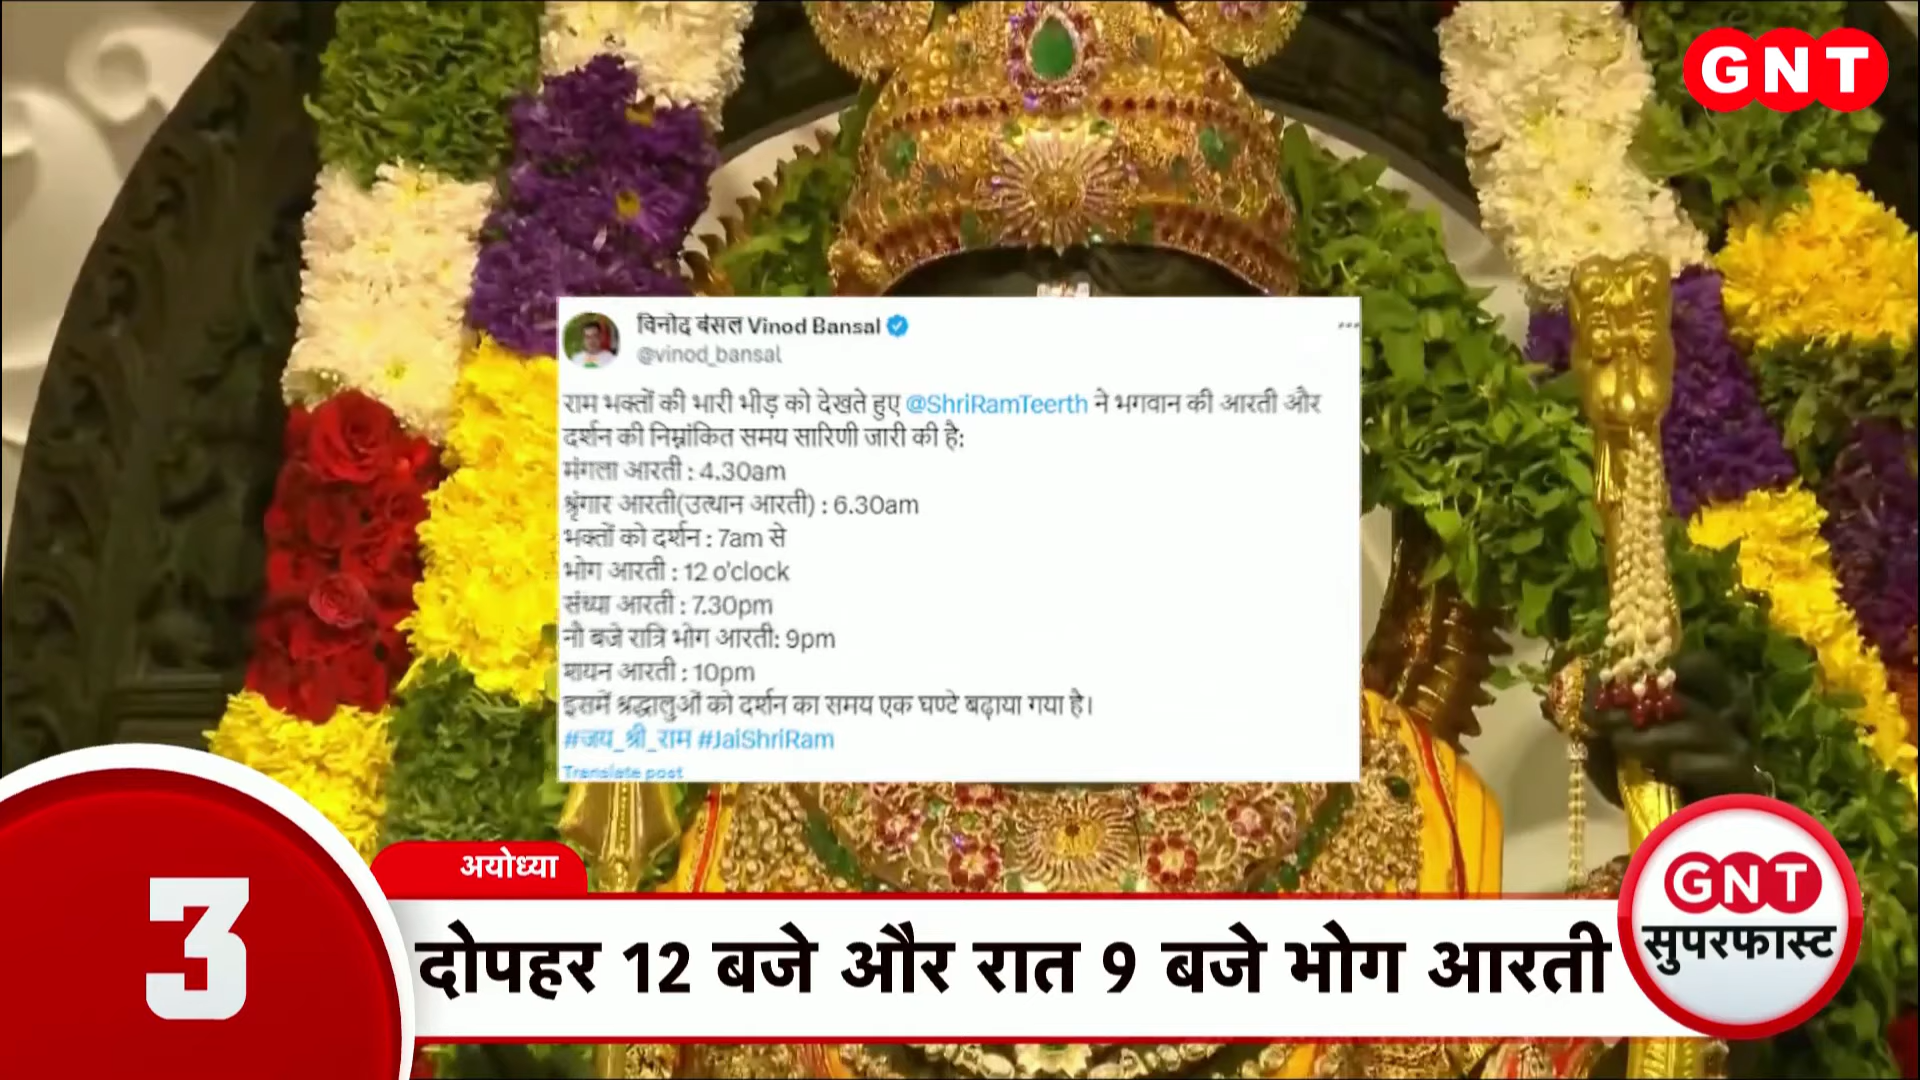 GNT
विनोद बंसल Vinod Bansal
@vinod_bansal
राम भक्तों की भारी भीड़ को देखते हुए @ShriRamTeerth ने भगवान की आरती और
दर्शन की निम्नांकित समय सारिणी जारी की है:
मंगला आरती : 4.30am
श्रृंगार आरती(उत्थान आरती) : 6.30am
भक्तों को दर्शन : 7am से
भोग आरती : 12 o'clock
संध्या आरती : 7.30pm
नौ बजे रात्रि भोग आरती: 9pm
शयन आरती : 10pm
इसमें श्रद्धालुओं को दर्शन का समय एक घण्टे बढ़ाया गया है।
#जय_श्री_राम #JaiShriRam
Translate post
अयोध्या
3
दोपहर 12 बजे और रात 9 बजे भोग आरती
GNT
सुपरफास्ट